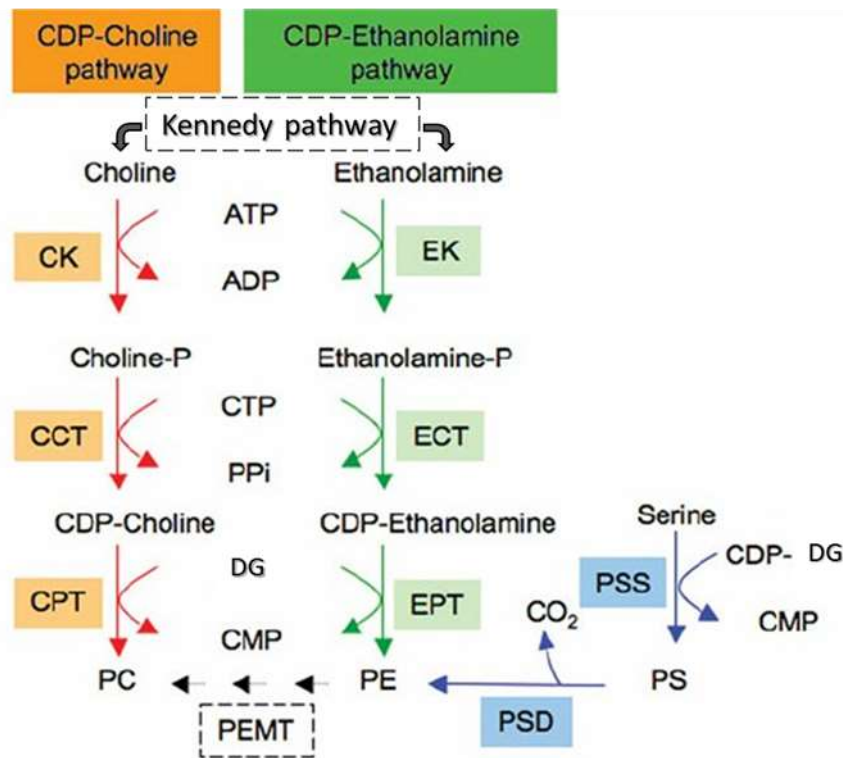 CDP-Choline
pathway
CDP-Ethanolamine
pathway
Kennedy pathway
Choline
Ethanolamine
ATP
CK
EK
ADP
Choline-P
Ethanolamine-P
CTP
CCT
ECT
PPi
CDP-Choline
CDP-Ethanolamine
Serine
DG
CDP- DG
PSS
CPT
EPT
CO2
CMP
CMP
PC
PE
PS
PEMT
PSD